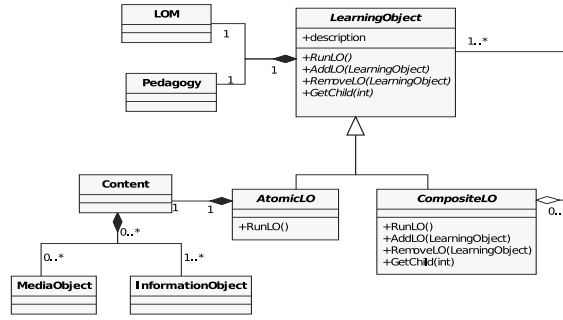 LOM
LearningObject
+description
1
1..*
1
+RunLO()
+AddLO(LearningObject)
+RemoveLO(LearningObject)
+GetChild(int)
Pedagogy
1
Content
AtomicLO
CompositeLO
1
1
0..
+RunLO()
+RunLO()
+AddLO(LearningObject)
+RemoveLO(LearningObject)
+GetChild(int)
0..*
0..*
1..*
MediaObject
InformationObject